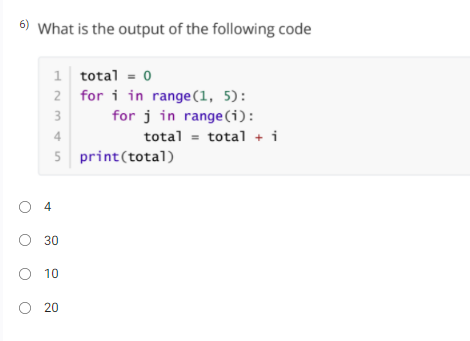 6) What is the output of the following code
1 total = 0
2 for i in range(1, 5):
3     for j in range(i):
4         total = total + i
5 print(total)
4
30
10
20